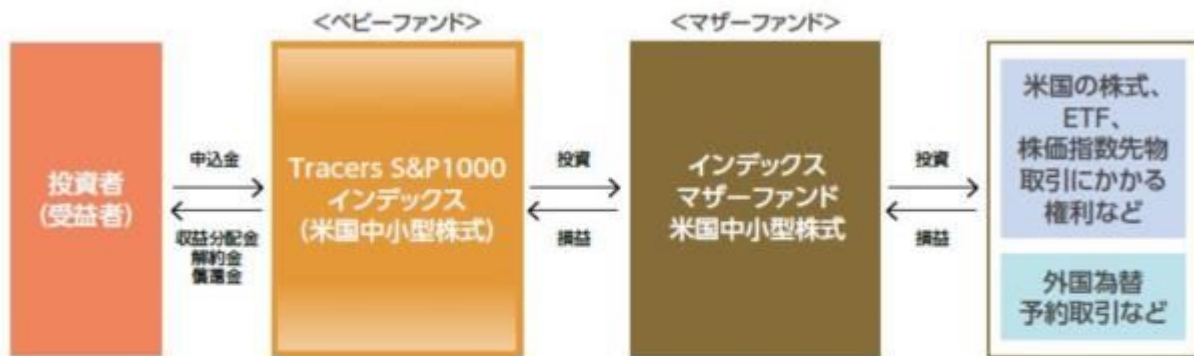 <ベビーファンド>
<マザーファンド>
投資者
(受益者)
申込金
収益分配金
解約金
償還金
Tracers S&P1000
インデックス
(米国中小型株式)
投資
損益
インデックス
マザーファンド
米国中小型株式
投資
損益
米国の株式、
ETF、
株価指数先物
取引にかかる
権利など
外国為替
予約取引など